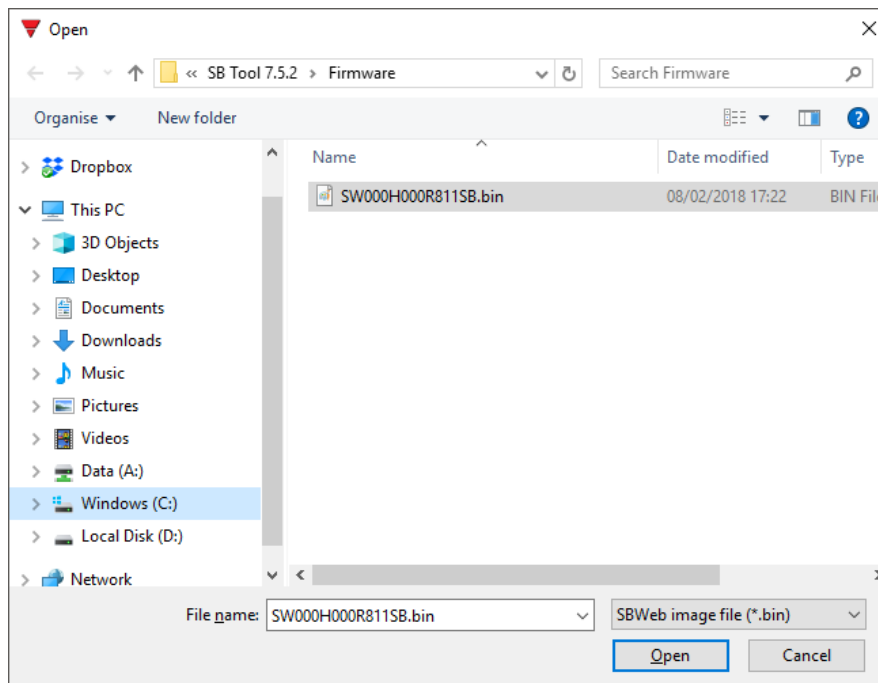 Open
« SB Tool 7.5.2 > Firmware
Search Firmware
Organise
New folder
Name
Date modified
Type
SW000H000R811SB.bin
08/02/2018 17:22
BIN File
Dropbox
This PC
3D Objects
Desktop
Documents
Downloads
Music
Pictures
Videos
Data (A:)
Windows (C:)
Local Disk (D:)
Network
File name:
SW000H000R811SB.bin
SBWeb image file (*.bin)
Open
Cancel